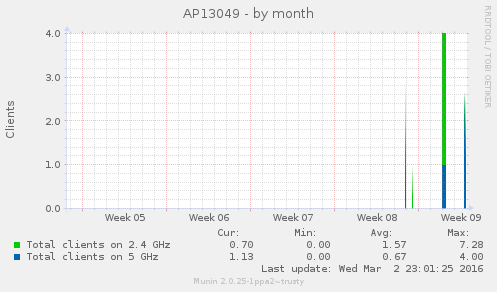 AP13049 - by month
RRDTOOL / TOBI OETIKER
Clients
4.0
3.0
2.0
1.0
0.0
Week 05 Week 06 Week 07 Week 08 Week 09
Cur: Min: Avg: Max:
Total clients on 2.4 GHz 0.70 0.00 1.57 7.28
Total clients on 5 GHz 1.13 0.00 0.67 4.00
Last update: Wed Mar 2 23:01:25 2016
Munin 2.0.25-1ppa2~trusty